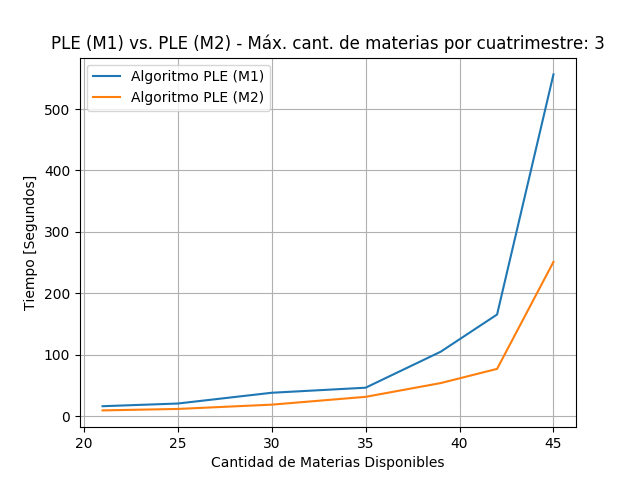 PLE (M1) vs. PLE (M2) - Máx. cant. de materias por cuatrimestre: 3
Algoritmo PLE (M1)
Algoritmo PLE (M2)
Tiempo [Segundos]
500
400
300
200
100
0
20
25
30
35
40
45
Cantidad de Materias Disponibles